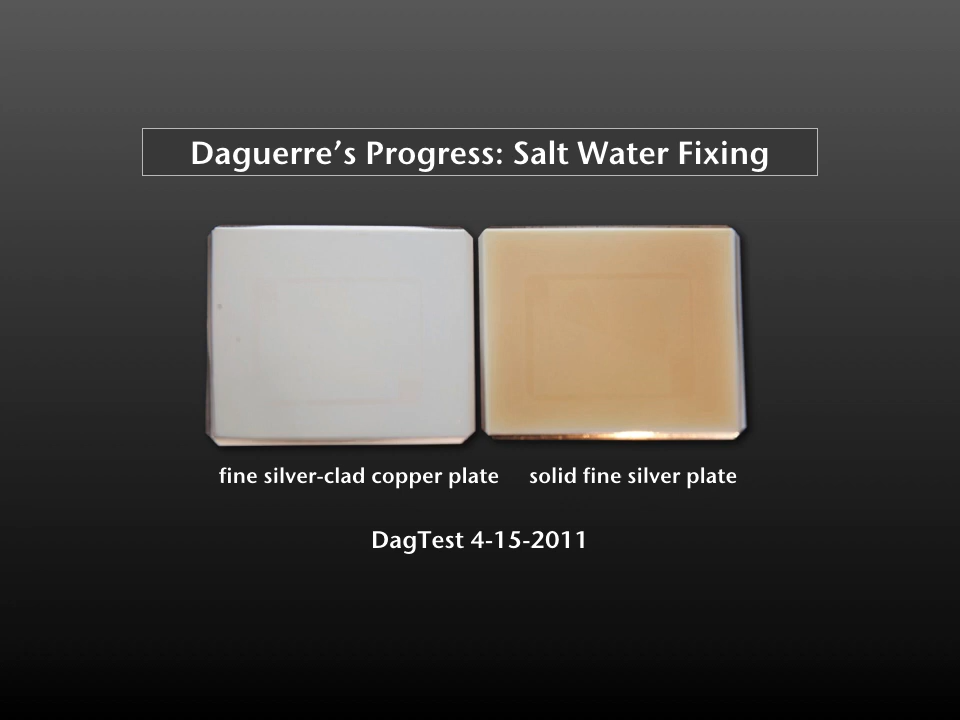 Daguerre’s Progress: Salt Water Fixing
fine silver-clad copper plate
solid fine silver plate
DagTest 4-15-2011